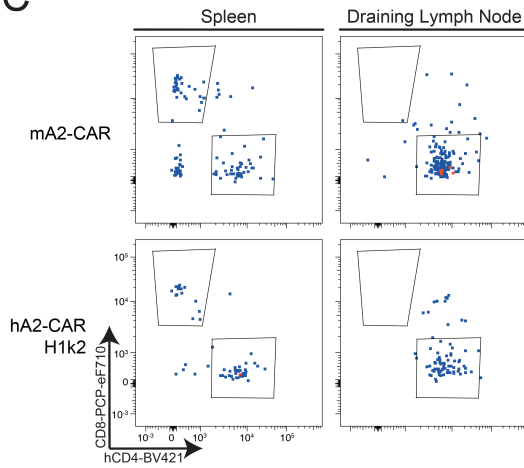 C
Spleen Draining Lymph Node
mA2-CAR
hA2-CAR
H1k2
10⁵
10⁴
10³
0
10⁻³
CD8-PCP-eF710
10⁻³ 0 10³ 10⁴ 10⁵
hCD4-BV421